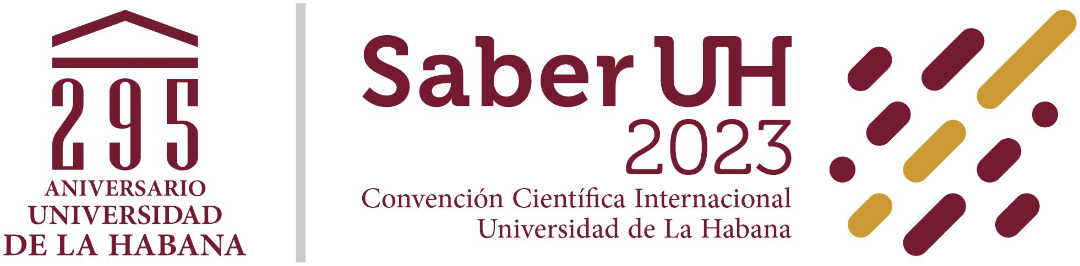 295
ANIVERSARIO
UNIVERSIDAD
DE LA HABANA
Saber UH
2023
Convención Científica Internacional
Universidad de La Habana